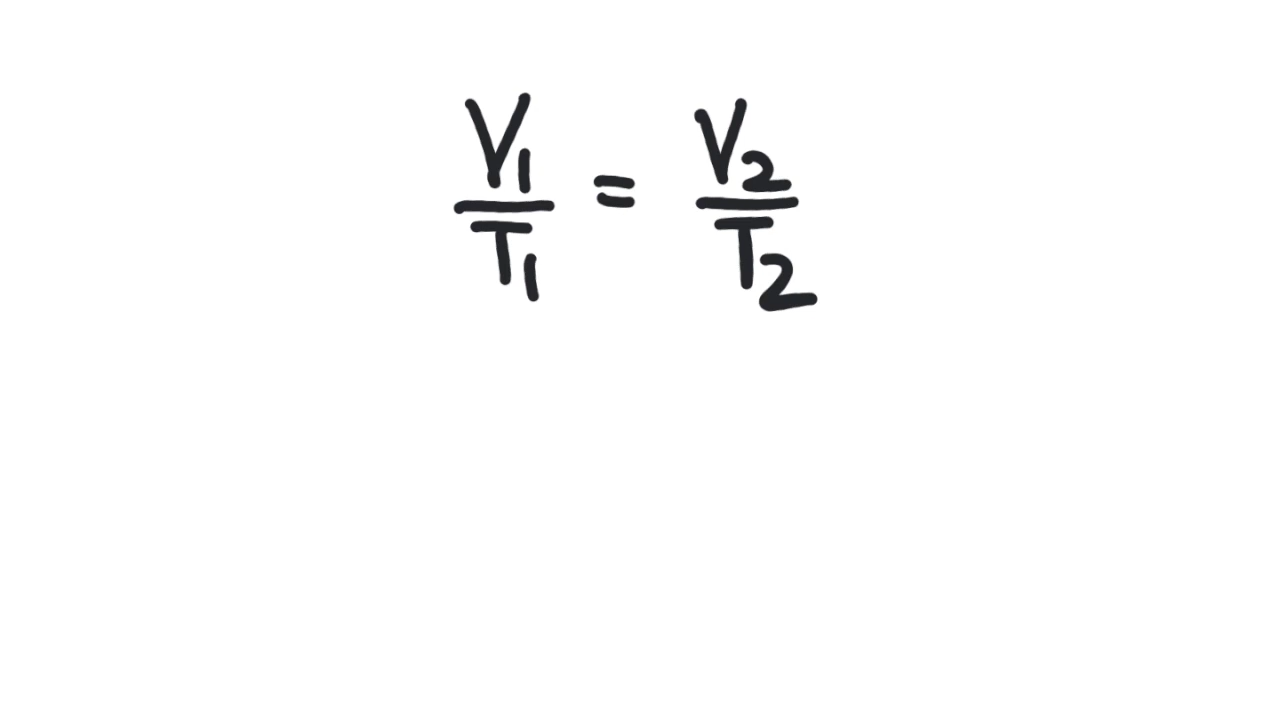 V₁/T₁ = V₂/T₂